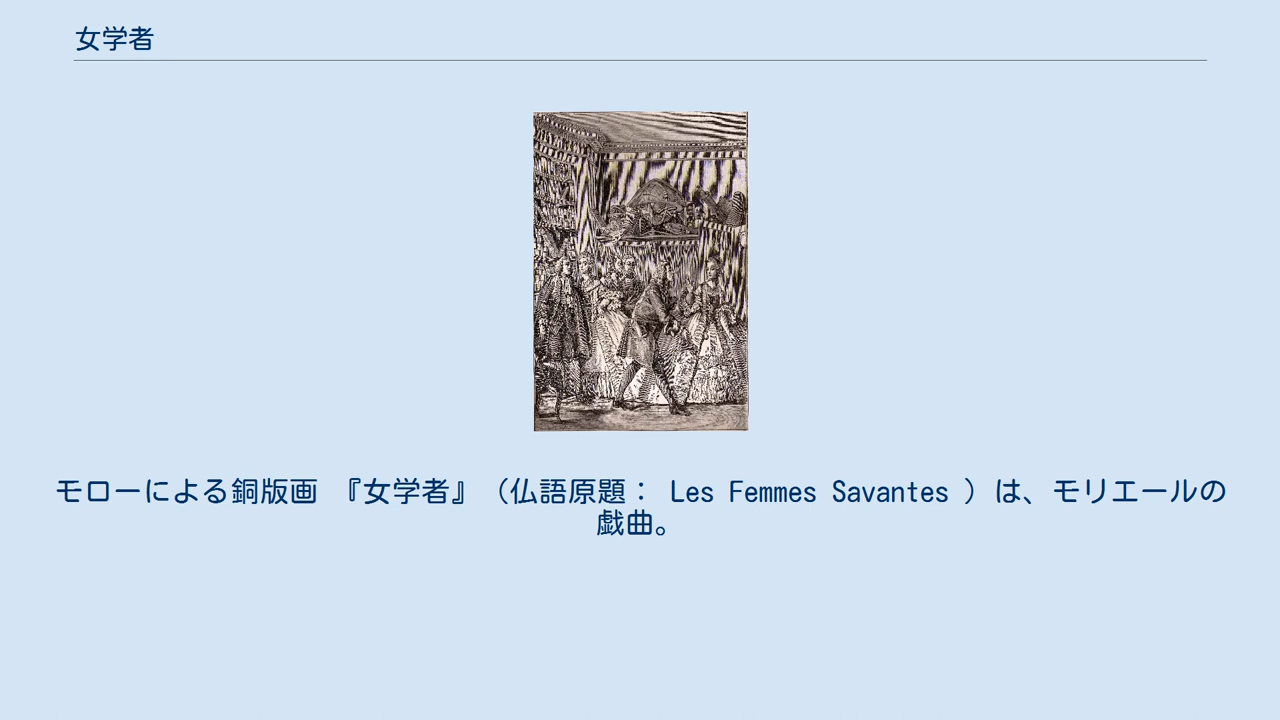 女学者
モローによる銅版画 『女学者』（仏語原題： Les Femmes Savantes ）は、モリエールの
戯曲。